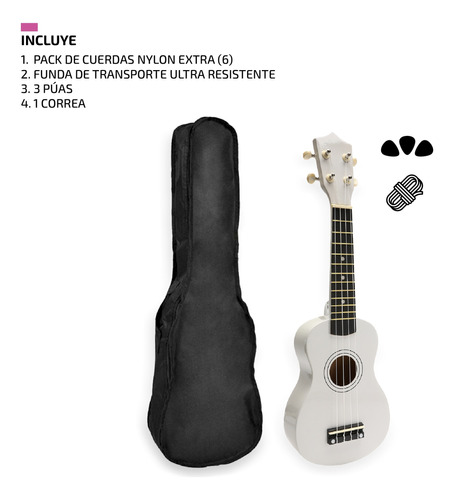 INCLUYE
1. PACK DE CUERDAS NYLON EXTRA (6)
2. FUNDA DE TRANSPORTE ULTRA RESISTENTE
3. 3 PÚAS
4. 1 CORREA